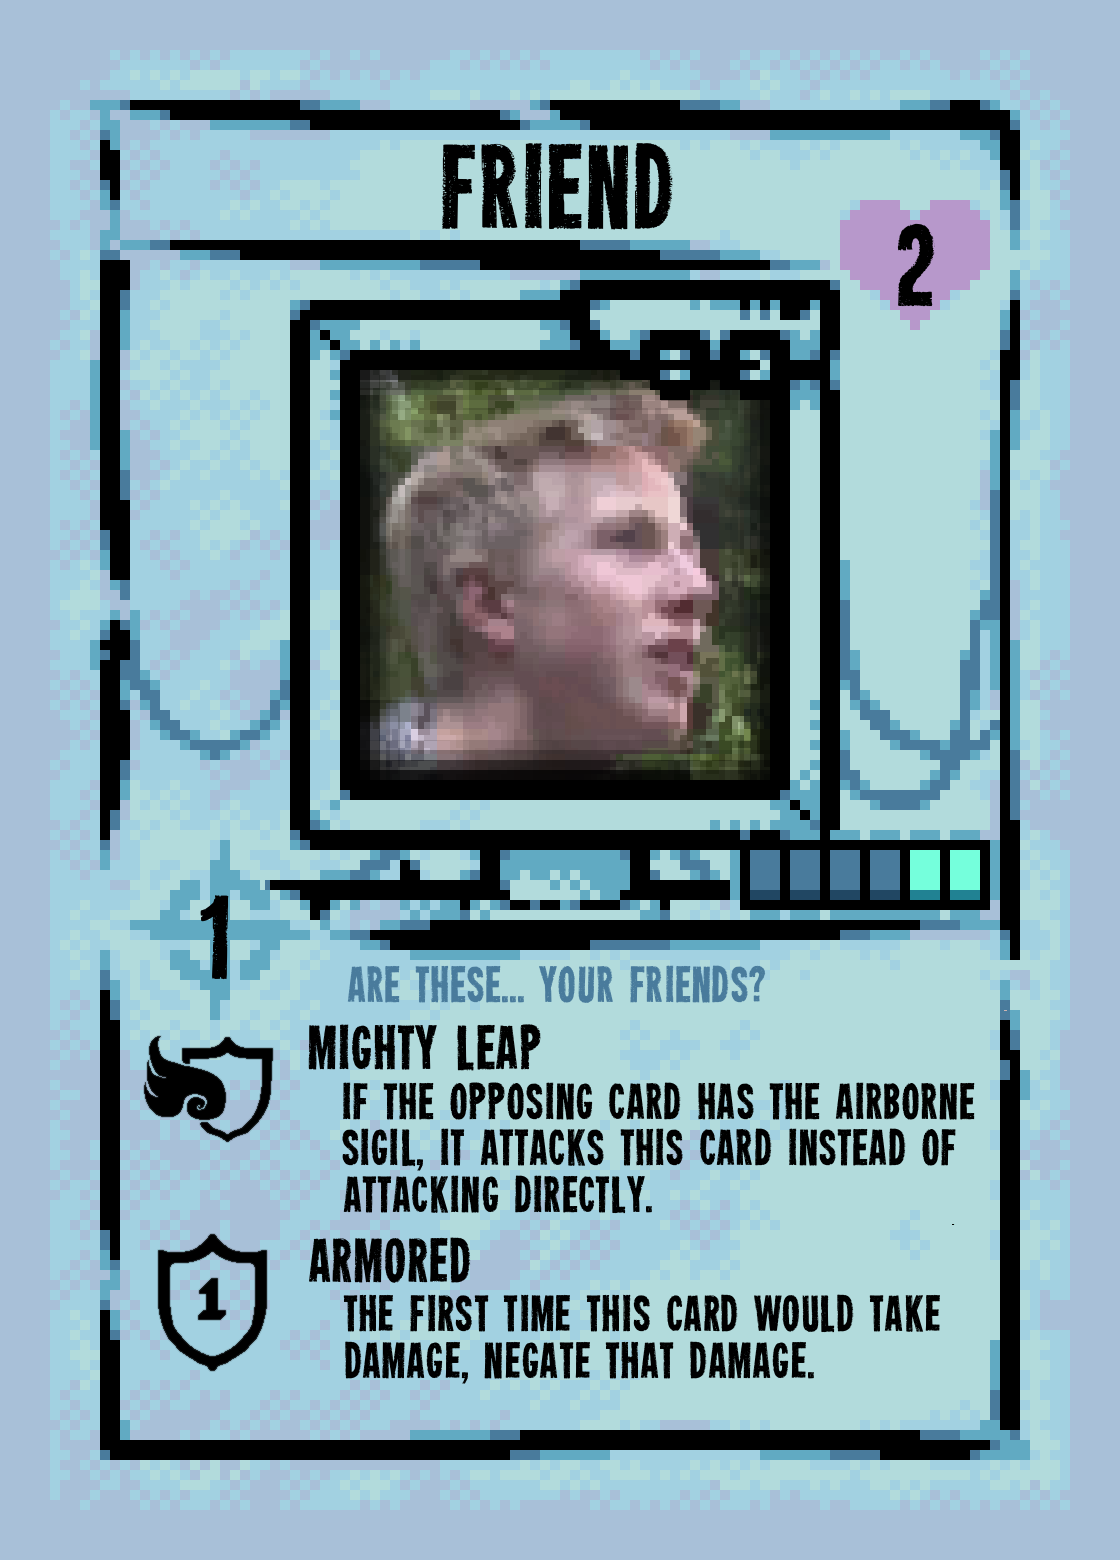 FRIEND
2
1
ARE THESE... YOUR FRIENDS?
MIGHTY LEAP
IF THE OPPOSING CARD HAS THE AIRBORNE
SIGIL, IT ATTACKS THIS CARD INSTEAD OF
ATTACKING DIRECTLY.
1
ARMORED
THE FIRST TIME THIS CARD WOULD TAKE
DAMAGE, NEGATE THAT DAMAGE.